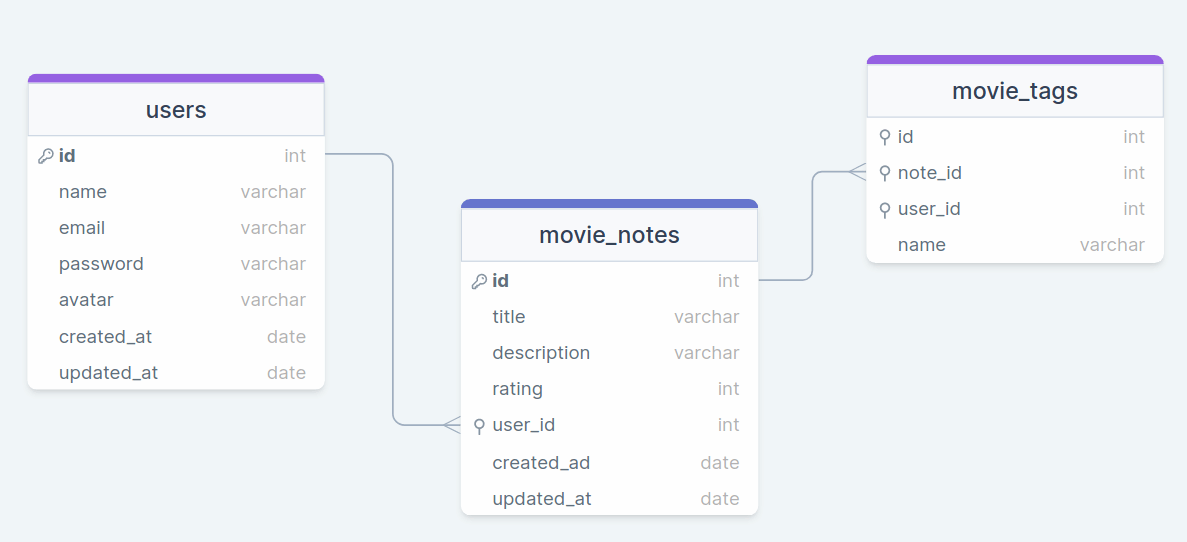 users
id int
name varchar
email varchar
password varchar
avatar varchar
created_at date
updated_at date
movie_notes
id int
title varchar
description varchar
rating int
user_id int
created_ad date
updated_at date
movie_tags
id int
note_id int
user_id int
name varchar